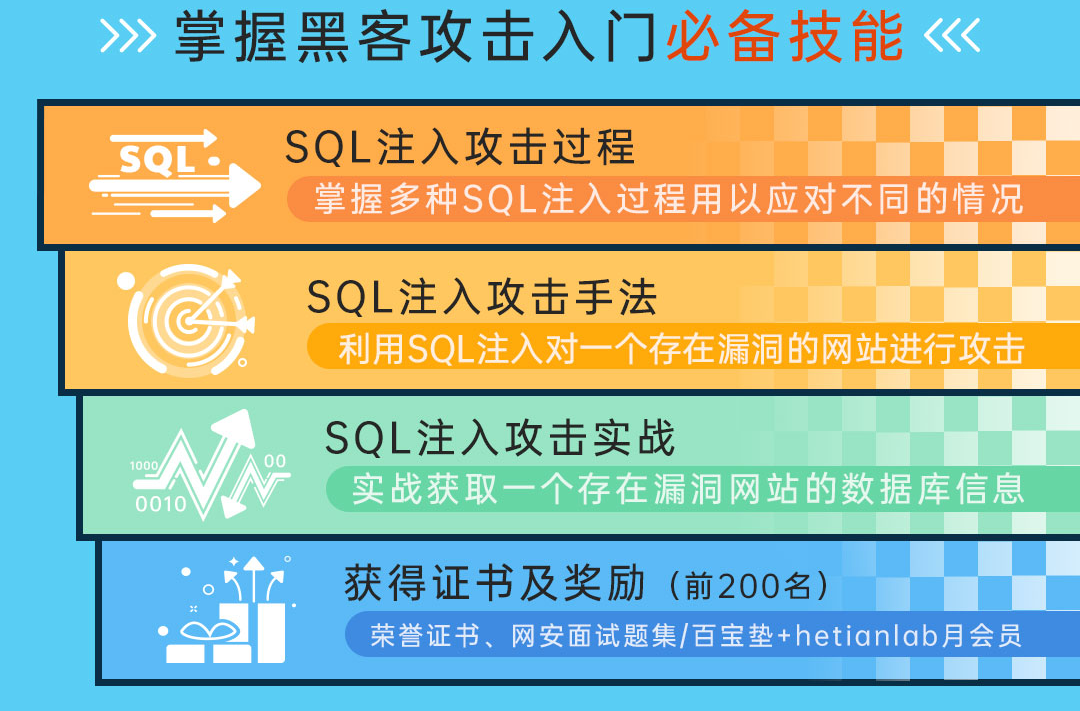 掌握黑客攻击入门必备技能
SQL
SQL注入攻击过程
掌握多种SQL注入过程用以应对不同的情况
SQL注入攻击手法
利用SQL注入对一个存在漏洞的网站进行攻击
1000
00
0010
SQL注入攻击实战
实战获取一个存在漏洞网站的数据库信息
获得证书及奖励（前200名）
荣誉证书、网安面试题集/百宝垫+hetianlab月会员